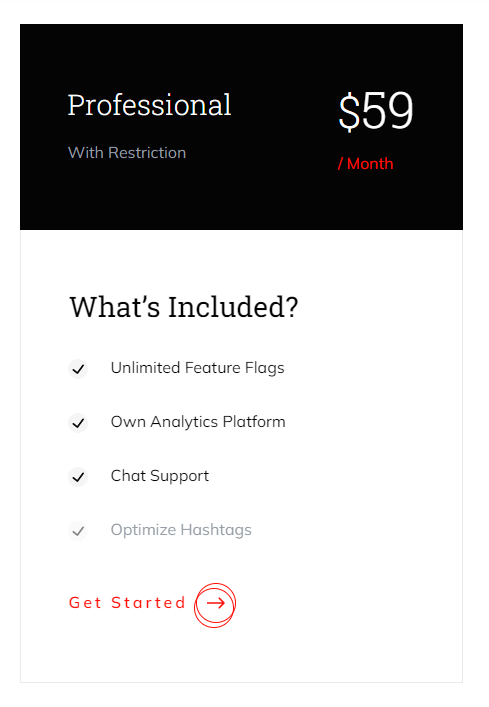 Professional
$59
With Restriction
/ Month
What’s Included?
Unlimited Feature Flags
Own Analytics Platform
Chat Support
Optimize Hashtags
Get Started